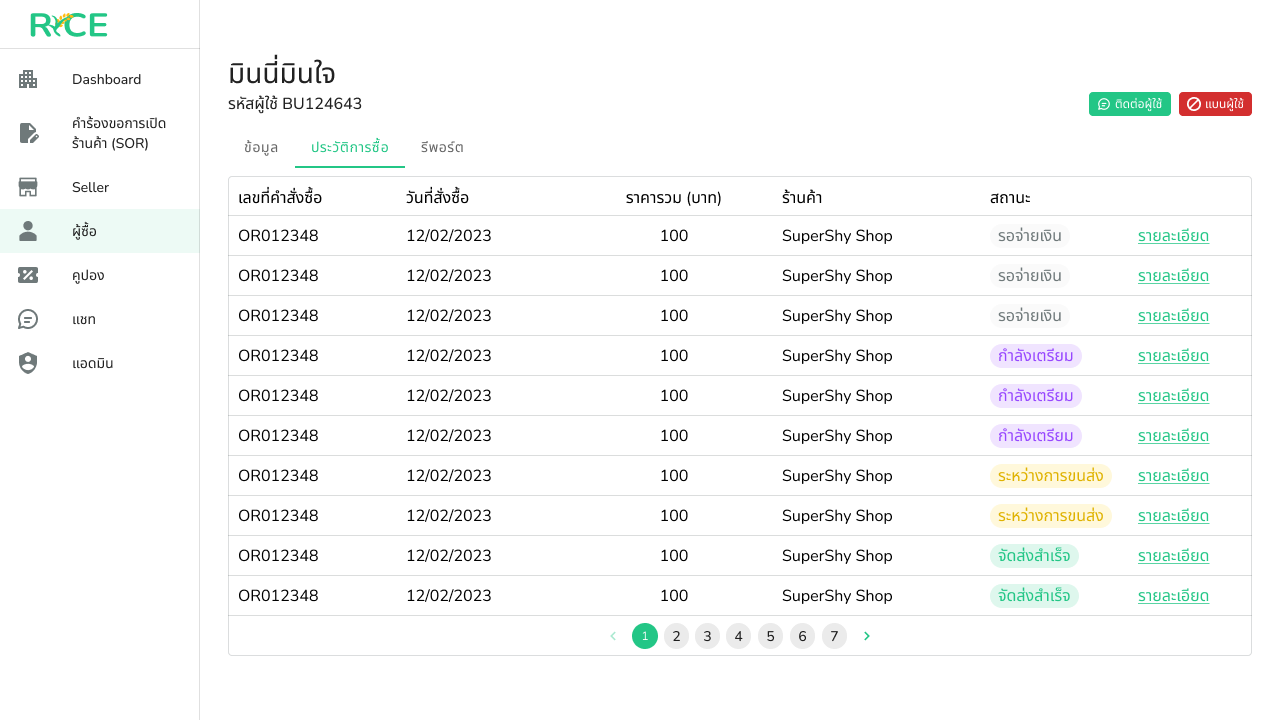 RICE
Dashboard
คำร้องขอการเปิด
ร้านค้า (SOR)
Seller
ผู้ซื้อ
คูปอง
แชท
แอดมิน
มินนี่มินใจ
รหัสผู้ใช้ BU124643
ติดต่อผู้ใช้ แบนผู้ใช้
ข้อมูล ประวัติการซื้อ รีพอร์ต
เลขที่คำสั่งซื้อ วันที่สั่งซื้อ ราคารวม (บาท) ร้านค้า สถานะ
OR012348 12/02/2023 100 SuperShy Shop รอจ่ายเงิน รายละเอียด
OR012348 12/02/2023 100 SuperShy Shop รอจ่ายเงิน รายละเอียด
OR012348 12/02/2023 100 SuperShy Shop รอจ่ายเงิน รายละเอียด
OR012348 12/02/2023 100 SuperShy Shop กำลังเตรียม รายละเอียด
OR012348 12/02/2023 100 SuperShy Shop กำลังเตรียม รายละเอียด
OR012348 12/02/2023 100 SuperShy Shop กำลังเตรียม รายละเอียด
OR012348 12/02/2023 100 SuperShy Shop ระหว่างการขนส่ง รายละเอียด
OR012348 12/02/2023 100 SuperShy Shop ระหว่างการขนส่ง รายละเอียด
OR012348 12/02/2023 100 SuperShy Shop จัดส่งสำเร็จ รายละเอียด
OR012348 12/02/2023 100 SuperShy Shop จัดส่งสำเร็จ รายละเอียด
1 2 3 4 5 6 7